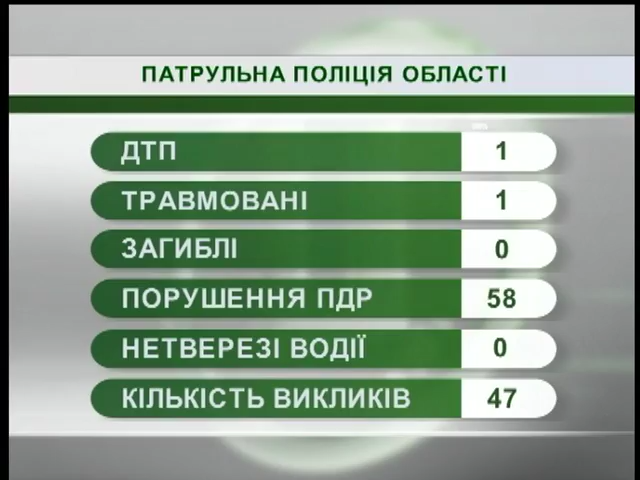 ПАТРУЛЬНА ПОЛІЦІЯ ОБЛАСТІ
ДТП 1
ТРАВМОВАНІ 1
ЗАГИБЛІ 0
ПОРУШЕННЯ ПДР 58
НЕТВЕРЕЗІ ВОДІЇ 0
КІЛЬКІСТЬ ВИКЛИКІВ 47